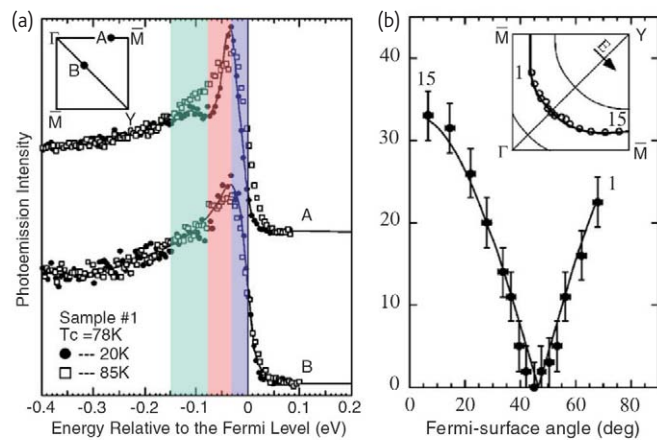 (a)
Γ
A
M̅
B
M̅
Y
Photoemission Intensity
A
B
Sample #1
Tc =78K
● --- 20K
□ --- 85K
-0.4 -0.3 -0.2 -0.1 0.0 0.1 0.2
Energy Relative to the Fermi Level (eV)
(b)
40
30
20
10
0
15
1
M̅
Y
1
E
15
Γ
M̅
0 20 40 60 80
Fermi-surface angle (deg)